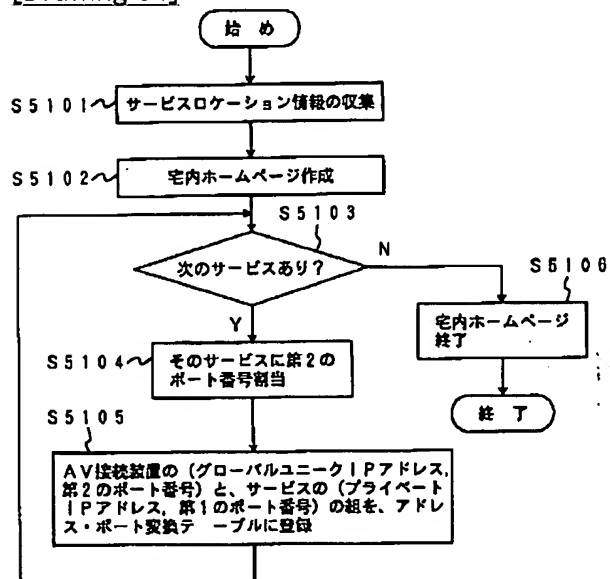 始 め
S5101
サービスロケーション情報の収集
S5102
宅内ホームページ作成
S5103
次のサービスあり?
N
Y
S5106
宅内ホームページ
終了
終 了
S5104
そのサービスに第2の
ポート番号割当
S5105
AV接続装置の(グローバルユニークIPアドレス,
第2のポート番号)と、サービスの(プライベート
IPアドレス, 第1のポート番号)の組を、アドレ
ス・ポート変換テーブルに登録